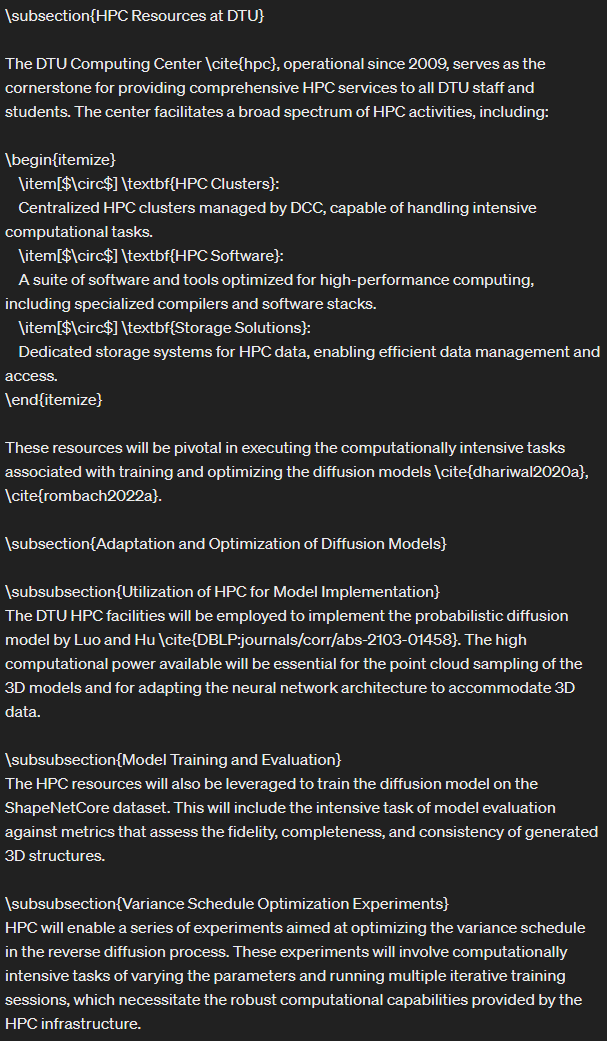 \subsection{HPC Resources at DTU}
The DTU Computing Center \cite{hpc}, operational since 2009, serves as the
cornerstone for providing comprehensive HPC services to all DTU staff and
students. The center facilitates a broad spectrum of HPC activities, including:
\begin{itemize}
\item[$\circ$] \textbf{HPC Clusters}:
Centralized HPC clusters managed by DCC, capable of handling intensive
computational tasks.
\item[$\circ$] \textbf{HPC Software}:
A suite of software and tools optimized for high-performance computing,
including specialized compilers and software stacks.
\item[$\circ$] \textbf{Storage Solutions}:
Dedicated storage systems for HPC data, enabling efficient data management and
access.
\end{itemize}
These resources will be pivotal in executing the computationally intensive tasks
associated with training and optimizing the diffusion models \cite{dhariwal2020a},
\cite{rombach2022a}.
\subsection{Adaptation and Optimization of Diffusion Models}
\subsubsection{Utilization of HPC for Model Implementation}
The DTU HPC facilities will be employed to implement the probabilistic diffusion
model by Luo and Hu \cite{DBLP:journals/corr/abs-2103-01458}. The high
computational power available will be essential for the point cloud sampling of the
3D models and for adapting the neural network architecture to accommodate 3D
data.
\subsubsection{Model Training and Evaluation}
The HPC resources will also be leveraged to train the diffusion model on the
ShapeNetCore dataset. This will include the intensive task of model evaluation
against metrics that assess the fidelity, completeness, and consistency of generated
3D structures.
\subsubsection{Variance Schedule Optimization Experiments}
HPC will enable a series of experiments aimed at optimizing the variance schedule
in the reverse diffusion process. These experiments will involve computationally
intensive tasks of varying the parameters and running multiple iterative training
sessions, which necessitate the robust computational capabilities provided by the
HPC infrastructure.